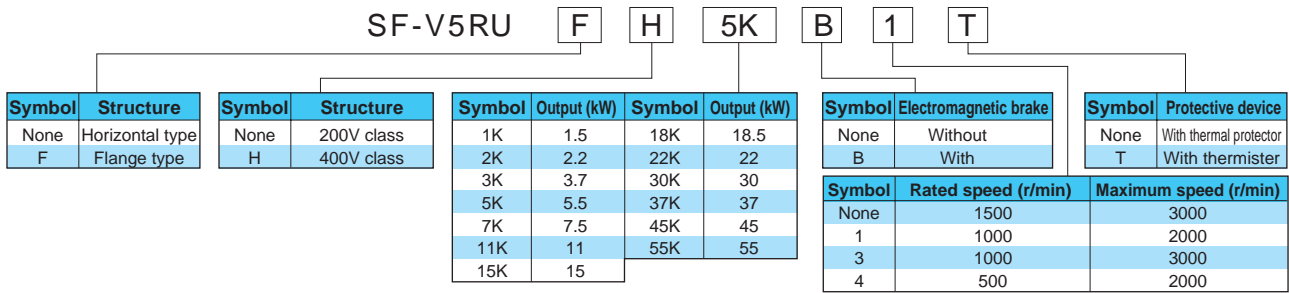 SF-V5RU F H 5K B 1 T
Symbol Structure
None Horizontal type
F Flange type
Symbol Structure
None 200V class
H 400V class
Symbol Output (kW) Symbol Output (kW)
1K 1.5 18K 18.5
2K 2.2 22K 22
3K 3.7 30K 30
5K 5.5 37K 37
7K 7.5 45K 45
11K 11 55K 55
15K 15
Symbol Electromagnetic brake
None Without
B With
Symbol Protective device
None With thermal protector
T With thermister
Symbol Rated speed (r/min) Maximum speed (r/min)
None 1500 3000
1 1000 2000
3 1000 3000
4 500 2000